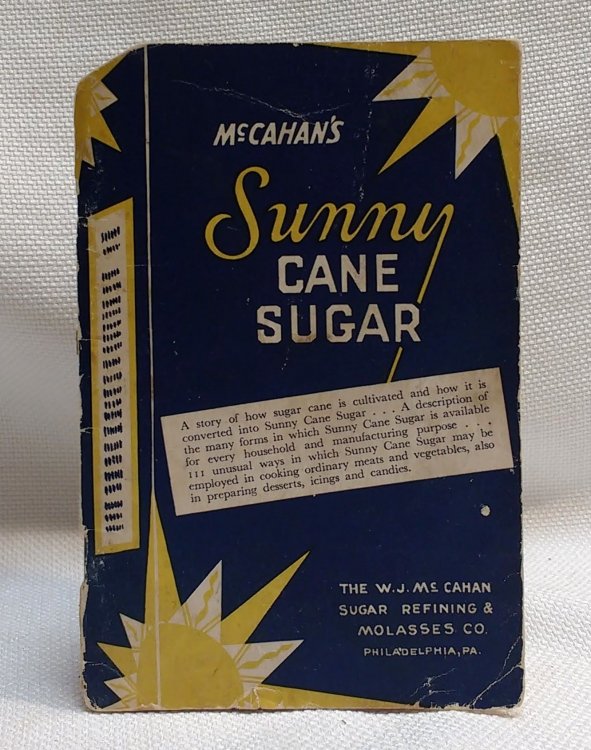 McCAHAN'S
Sunny
CANE
SUGAR
A story of how sugar cane is cultivated and how it is
converted into Sunny Cane Sugar . . . A description of
the many forms in which Sunny Cane Sugar is available
for every household and manufacturing purpose . . .
111 unusual ways in which Sunny Cane Sugar may be
employed in cooking ordinary meats and vegetables, also
in preparing desserts, icings and candies.
THE W.J. McCAHAN
SUGAR REFINING &
MOLASSES CO.
PHILADELPHIA, PA.